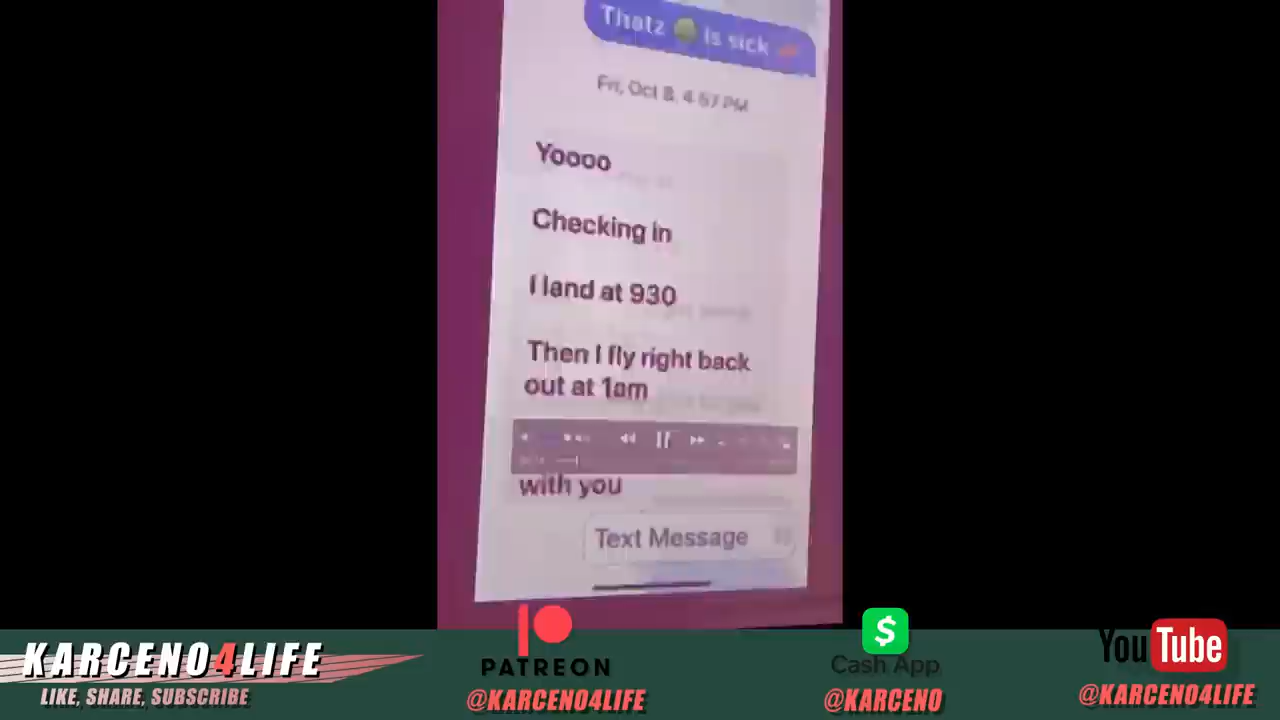 Thatz is sick
Fri, Oct 8, 4:57 PM
Yoooo
Checking in
I land at 930
Then I fly right back
out at 1am
with you
Text Message
KARCENO4LIFE
LIKE, SHARE, SUBSCRIBE
PATREON
@KARCENO4LIFE
$
Cash App
@KARCENO
YouTube
@KARCENO4LIFE